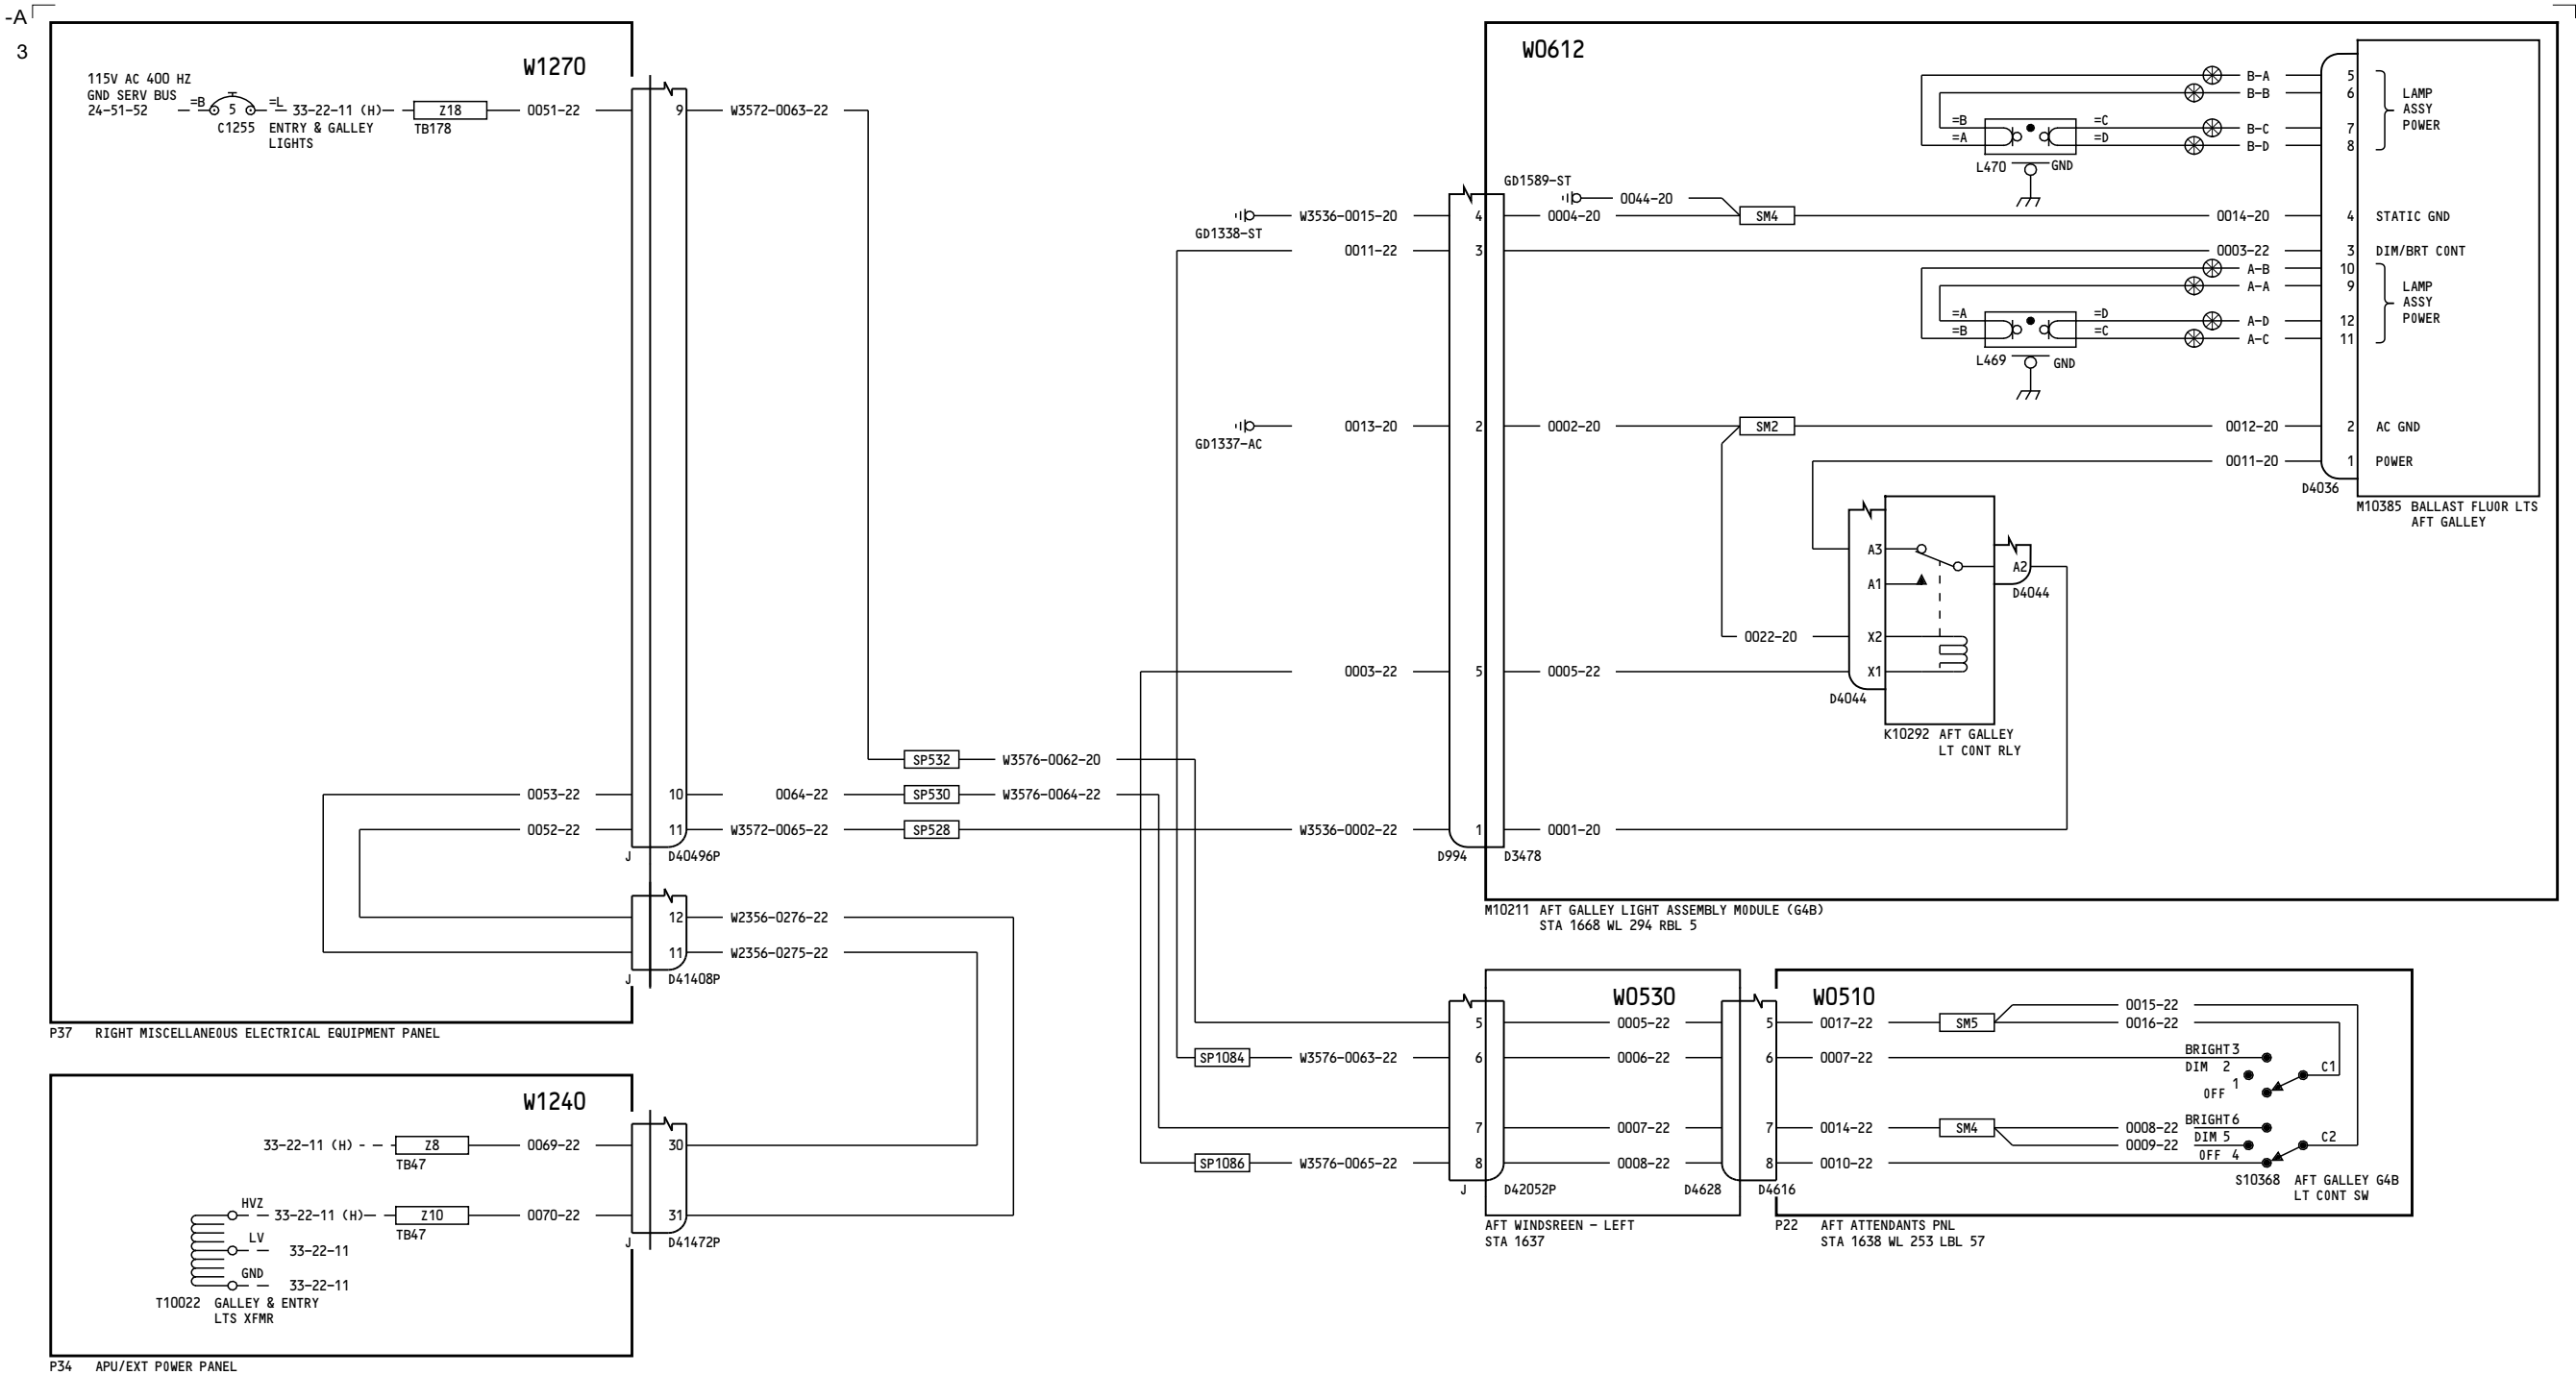 -A
3
W1270
115V AC 400 HZ
GND SERV BUS
24-51-52
=B
5
=L
33-22-11 (H)
Z18
0051-22
9
W3572-0063-22
C1255
ENTRY & GALLEY
LIGHTS
TB178
SP532
W3576-0062-20
0053-22
10
0064-22
SP530
W3576-0064-22
0052-22
11
W3572-0065-22
SP528
W3536-0002-22
J
D40496P
12
W2356-0276-22
11
W2356-0275-22
J
D41408P
P37
RIGHT MISCELLANEOUS ELECTRICAL EQUIPMENT PANEL
W1240
33-22-11 (H)
Z8
0069-22
30
TB47
HVZ
33-22-11 (H)
Z10
0070-22
31
TB47
LV
33-22-11
J
D41472P
GND
33-22-11
T10022
GALLEY & ENTRY
LTS XFMR
P34
APU/EXT POWER PANEL
W0612
B-A
5
B-B
6
LAMP
ASSY
POWER
=B
=C
B-C
7
=A
=D
B-D
8
L470
GND
GD1589-ST
0044-20
W3536-0015-20
4
0004-20
SM4
0014-20
4
STATIC GND
GD1338-ST
0011-22
3
0003-22
3
DIM/BRT CONT
A-B
10
A-A
9
LAMP
ASSY
POWER
=A
=D
A-D
12
=B
=C
A-C
11
L469
GND
0013-20
2
0002-20
SM2
0012-20
2
AC GND
GD1337-AC
0011-20
1
POWER
D4036
M10385
BALLAST FLUOR LTS
AFT GALLEY
A3
A2
A1
D4044
0022-20
X2
0003-22
5
0005-22
X1
D4044
K10292
AFT GALLEY
LT CONT RLY
1
0001-20
D994
D3478
M10211
AFT GALLEY LIGHT ASSEMBLY MODULE (G4B)
STA 1668 WL 294 RBL 5
W0530
W0510
5
0005-22
5
0017-22
SM5
0015-22
0016-22
SP1084
W3576-0063-22
6
0006-22
6
0007-22
BRIGHT 3
DIM 2
C1
1
OFF
7
0007-22
7
0014-22
SM4
0008-22
BRIGHT 6
0009-22
DIM 5
C2
SP1086
W3576-0065-22
8
0008-22
8
0010-22
OFF 4
J
D42052P
D4628
D4616
S10368
AFT GALLEY G4B
LT CONT SW
AFT WINDSREEN - LEFT
STA 1637
P22
AFT ATTENDANTS PNL
STA 1638 WL 253 LBL 57